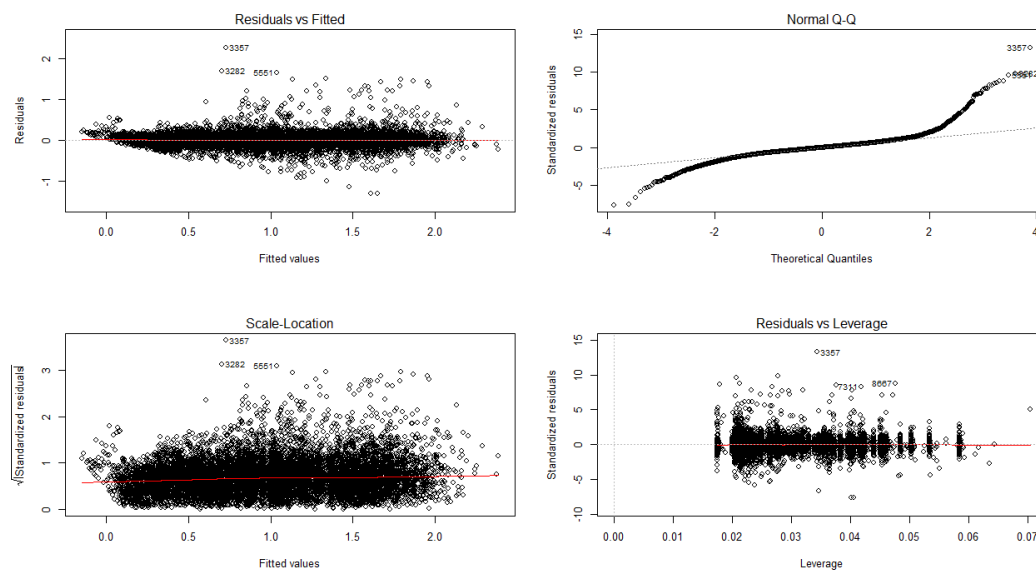 Residuals vs Fitted
Residuals
2
1
0
-1
3357
3282
5551
0.0 0.5 1.0 1.5 2.0
Fitted values
Normal Q-Q
Standardized residuals
15
10
5
0
-5
3357
-4 -2 0 2 4
Theoretical Quantiles
Scale-Location
√|Standardized residuals|
3
2
1
0
3357
3282
5551
0.0 0.5 1.0 1.5 2.0
Fitted values
Residuals vs Leverage
Standardized residuals
15
10
5
0
-5
-10
3357
7311
8667
0.00 0.01 0.02 0.03 0.04 0.05 0.06 0.07
Leverage